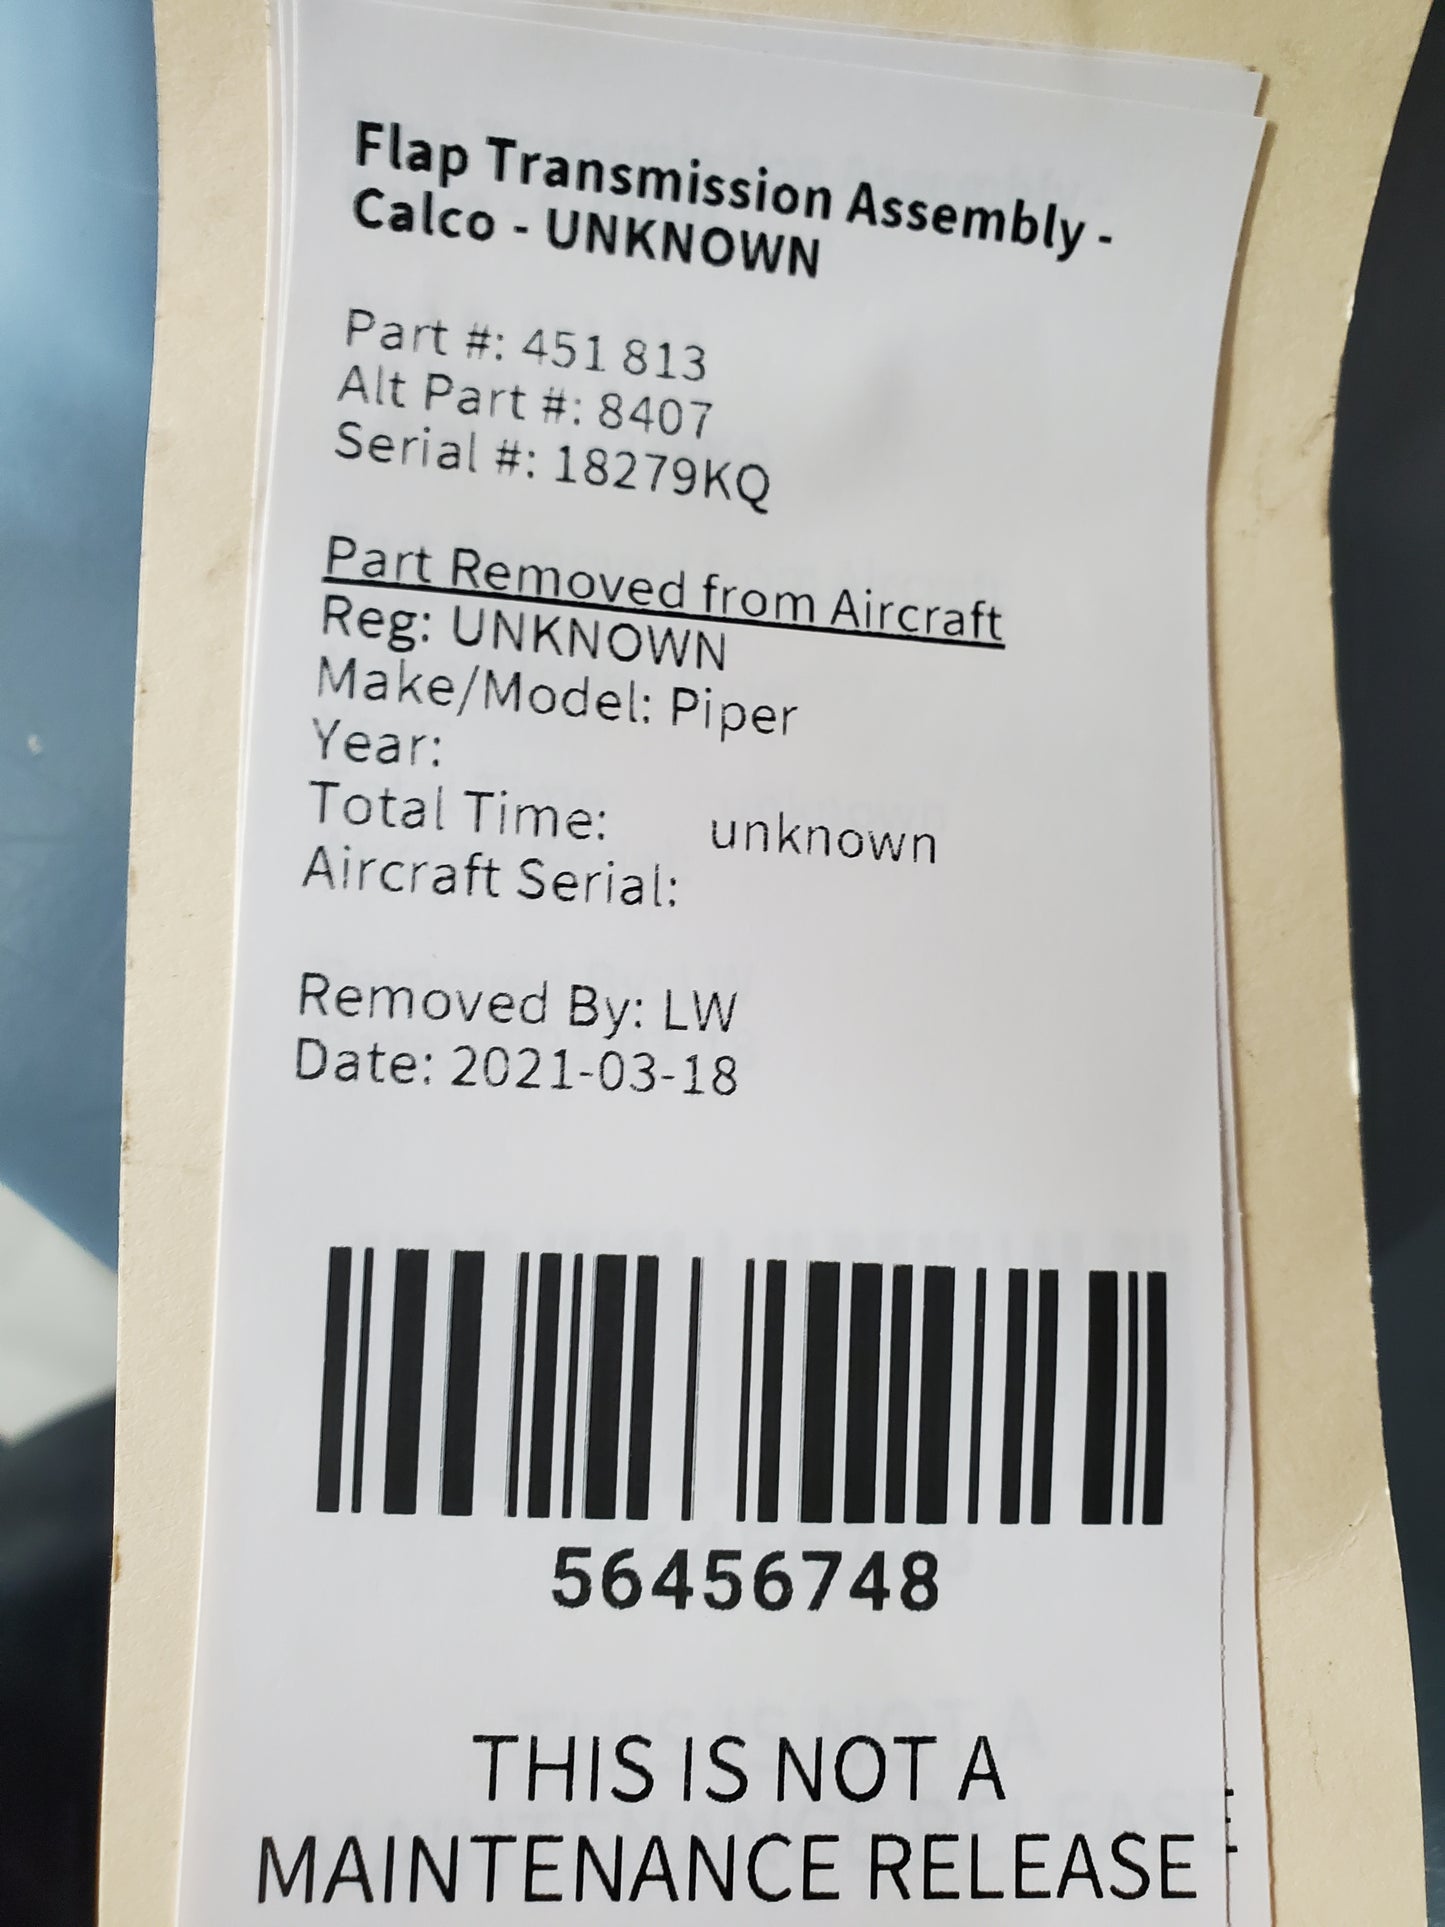 Flap Transmission Assembly -
Calco - UNKNOWN
Part #: 451 813
Alt Part #: 8407
Serial #: 18279KQ
Part Removed from Aircraft
Reg: UNKNOWN
Make/Model: Piper
Year:
Total Time: unknown
Aircraft Serial:
Removed By: LW
Date: 2021-03-18
56456748
THIS IS NOT A
MAINTENANCE RELEASE